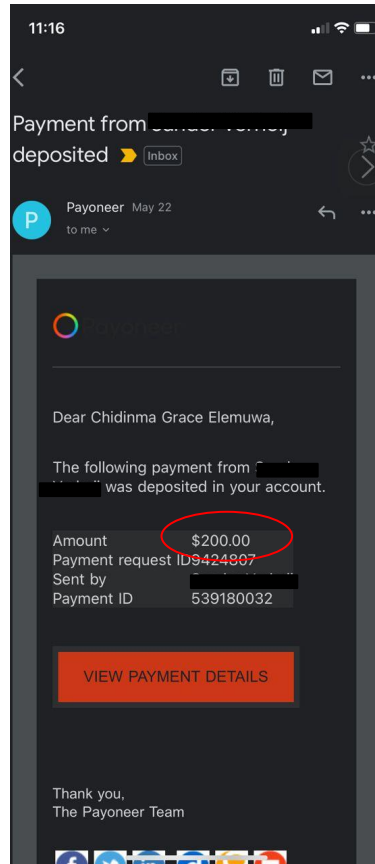 11:16
Payment from
deposited Inbox
P
Payoneer May 22
to me
Payoneer
Dear Chidinma Grace Elemuwa,
The following payment from
was deposited in your account.
Amount $200.00
Payment request ID9424807
Sent by
Payment ID 539180032
VIEW PAYMENT DETAILS
Thank you,
The Payoneer Team